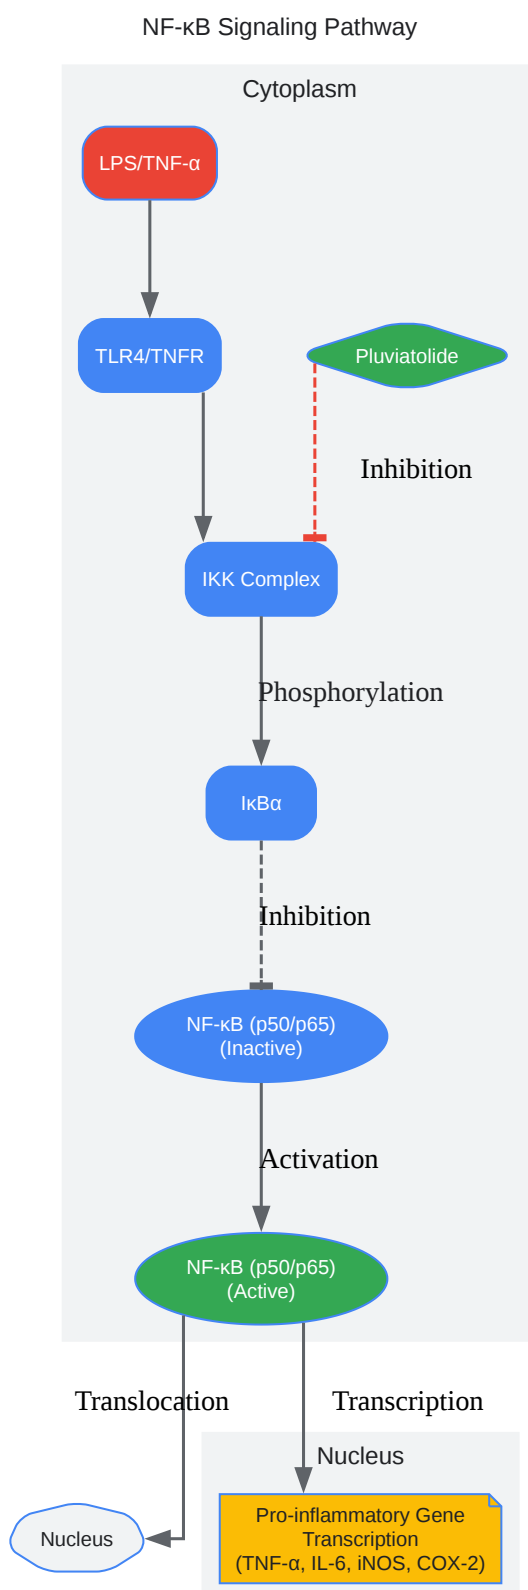 NF-κB Signaling Pathway
Cytoplasm
LPS/TNF-α
TLR4/TNFR
Pluviatolide
Inhibition
IKK Complex
Phosphorylation
IκBα
Inhibition
NF-κB (p50/p65)
(Inactive)
Activation
NF-κB (p50/p65)
(Active)
Translocation
Transcription
Nucleus
Nucleus
Pro-inflammatory Gene
Transcription
(TNF-α, IL-6, iNOS, COX-2)